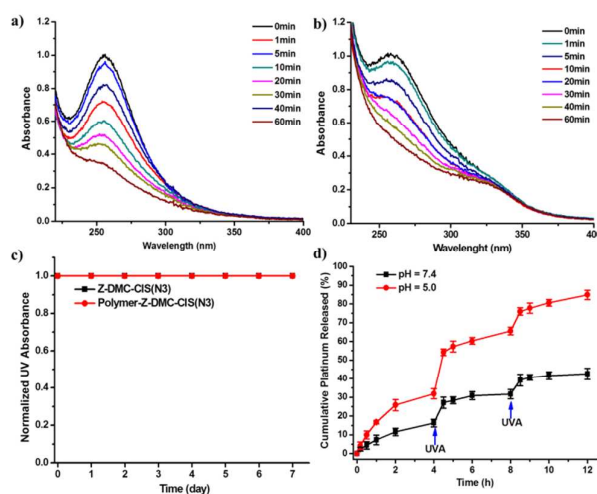 a)
1.2
1.0
0.8
0.6
0.4
0.2
0.0
Absorbance
250
300
350
400
Wavelength (nm)
0min
1min
5min
10min
20min
30min
40min
60min
b)
1.2
1.0
0.8
0.6
0.4
0.2
0.0
Absorbance
250
300
350
400
Wavelenght (nm)
0min
1min
5min
10min
20min
30min
40min
60min
c)
1.0
0.8
0.6
0.4
0.2
0.0
Normalized UV Absorbance
Z-DMC-CIS(N3)
Polymer-Z-DMC-CIS(N3)
0 1 2 3 4 5 6 7
Time (day)
d)
100
90
80
70
60
50
40
30
20
10
0
Cumulative Platinum Released (%)
pH = 7.4
pH = 5.0
UVA
UVA
0 2 4 6 8 10 12
Time (h)